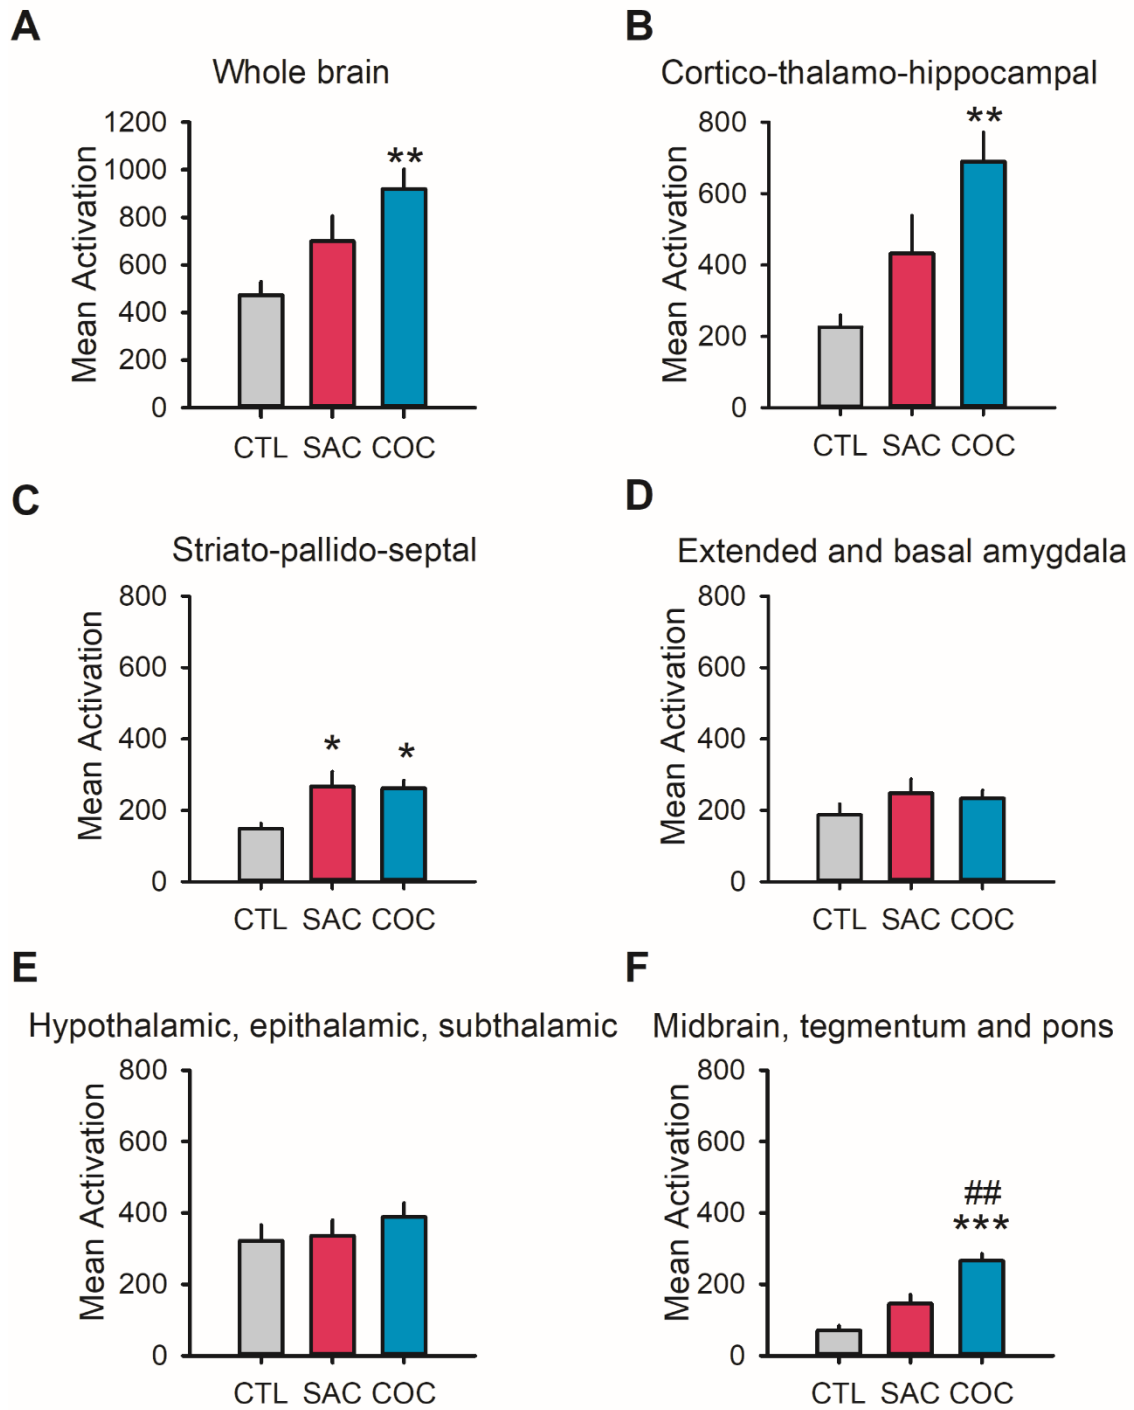 A
Whole brain
Mean Activation
1200
1000
800
600
400
200
0
**
CTL SAC COC
B
Cortico-thalamo-hippocampal
Mean Activation
800
600
400
200
0
**
CTL SAC COC
C
Striato-pallido-septal
Mean Activation
800
600
400
200
0
* *
CTL SAC COC
D
Extended and basal amygdala
Mean Activation
800
600
400
200
0
CTL SAC COC
E
Hypothalamic, epithalamic, subthalamic
Mean Activation
800
600
400
200
0
CTL SAC COC
F
Midbrain, tegmentum and pons
Mean Activation
800
600
400
200
0
##
***
CTL SAC COC